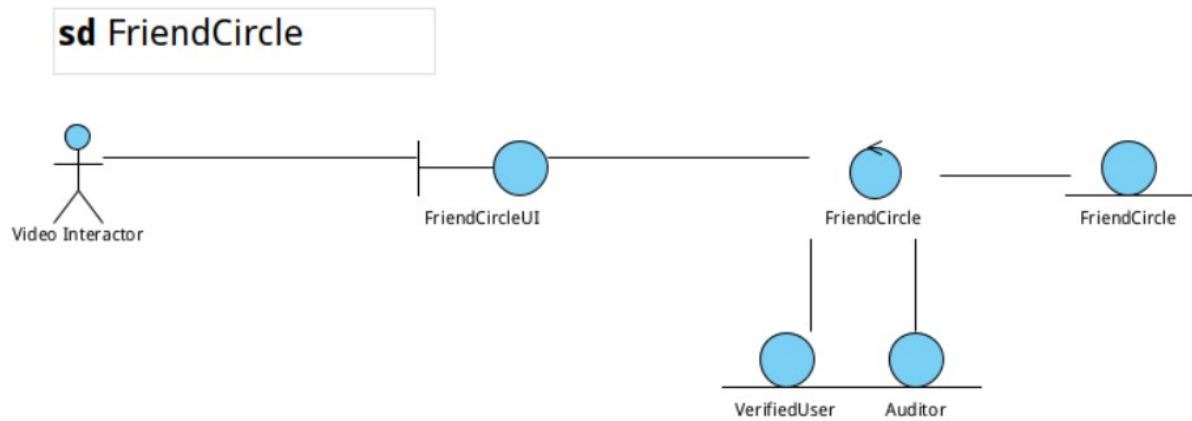 sd FriendCircle
Video Interactor
FriendCircleUI
FriendCircle
FriendCircle
VerifiedUser
Auditor